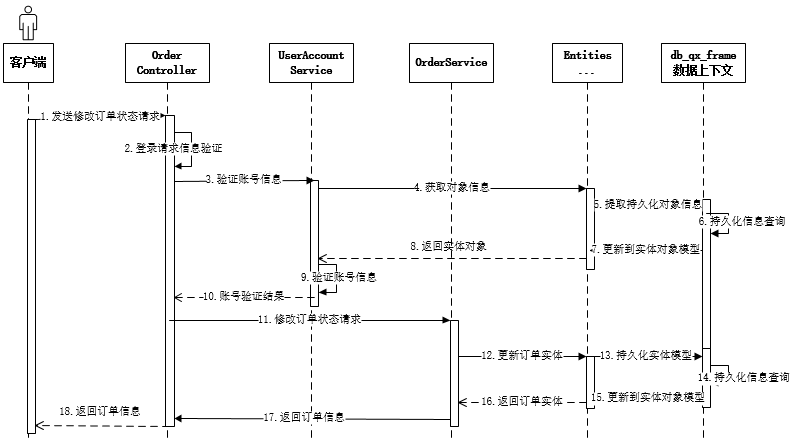 客户端
Order
Controller
UserAccount
Service
OrderService
Entities
---
db_qx_frame
数据上下文
1.发送修改订单状态请求
2.登录请求信息验证
3.验证账号信息
4.获取对象信息
5.提取持久化对象信息
6.持久化信息查询
7.更新到实体对象模型
8.返回实体对象
9.验证账号信息
10.账号验证结果
11.修改订单状态请求
12.更新订单实体
13.持久化实体模型
14.持久化信息查询
15.更新到实体对象模型
16.返回订单实体
17.返回订单信息
18.返回订单信息